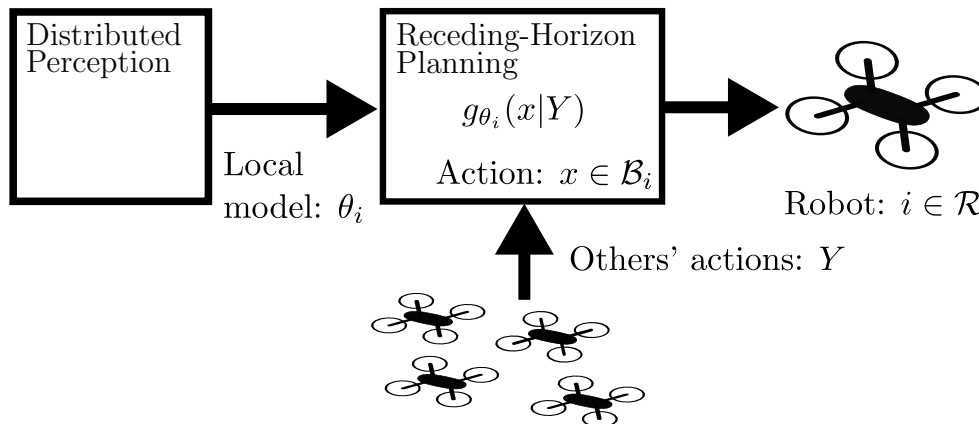 Distributed
Perception
Receding-Horizon
Planning
g_{θ_i}(x|Y)
Action: x ∈ ℬ_i
Local
model: θ_i
Robot: i ∈ ℛ
Others' actions: Y